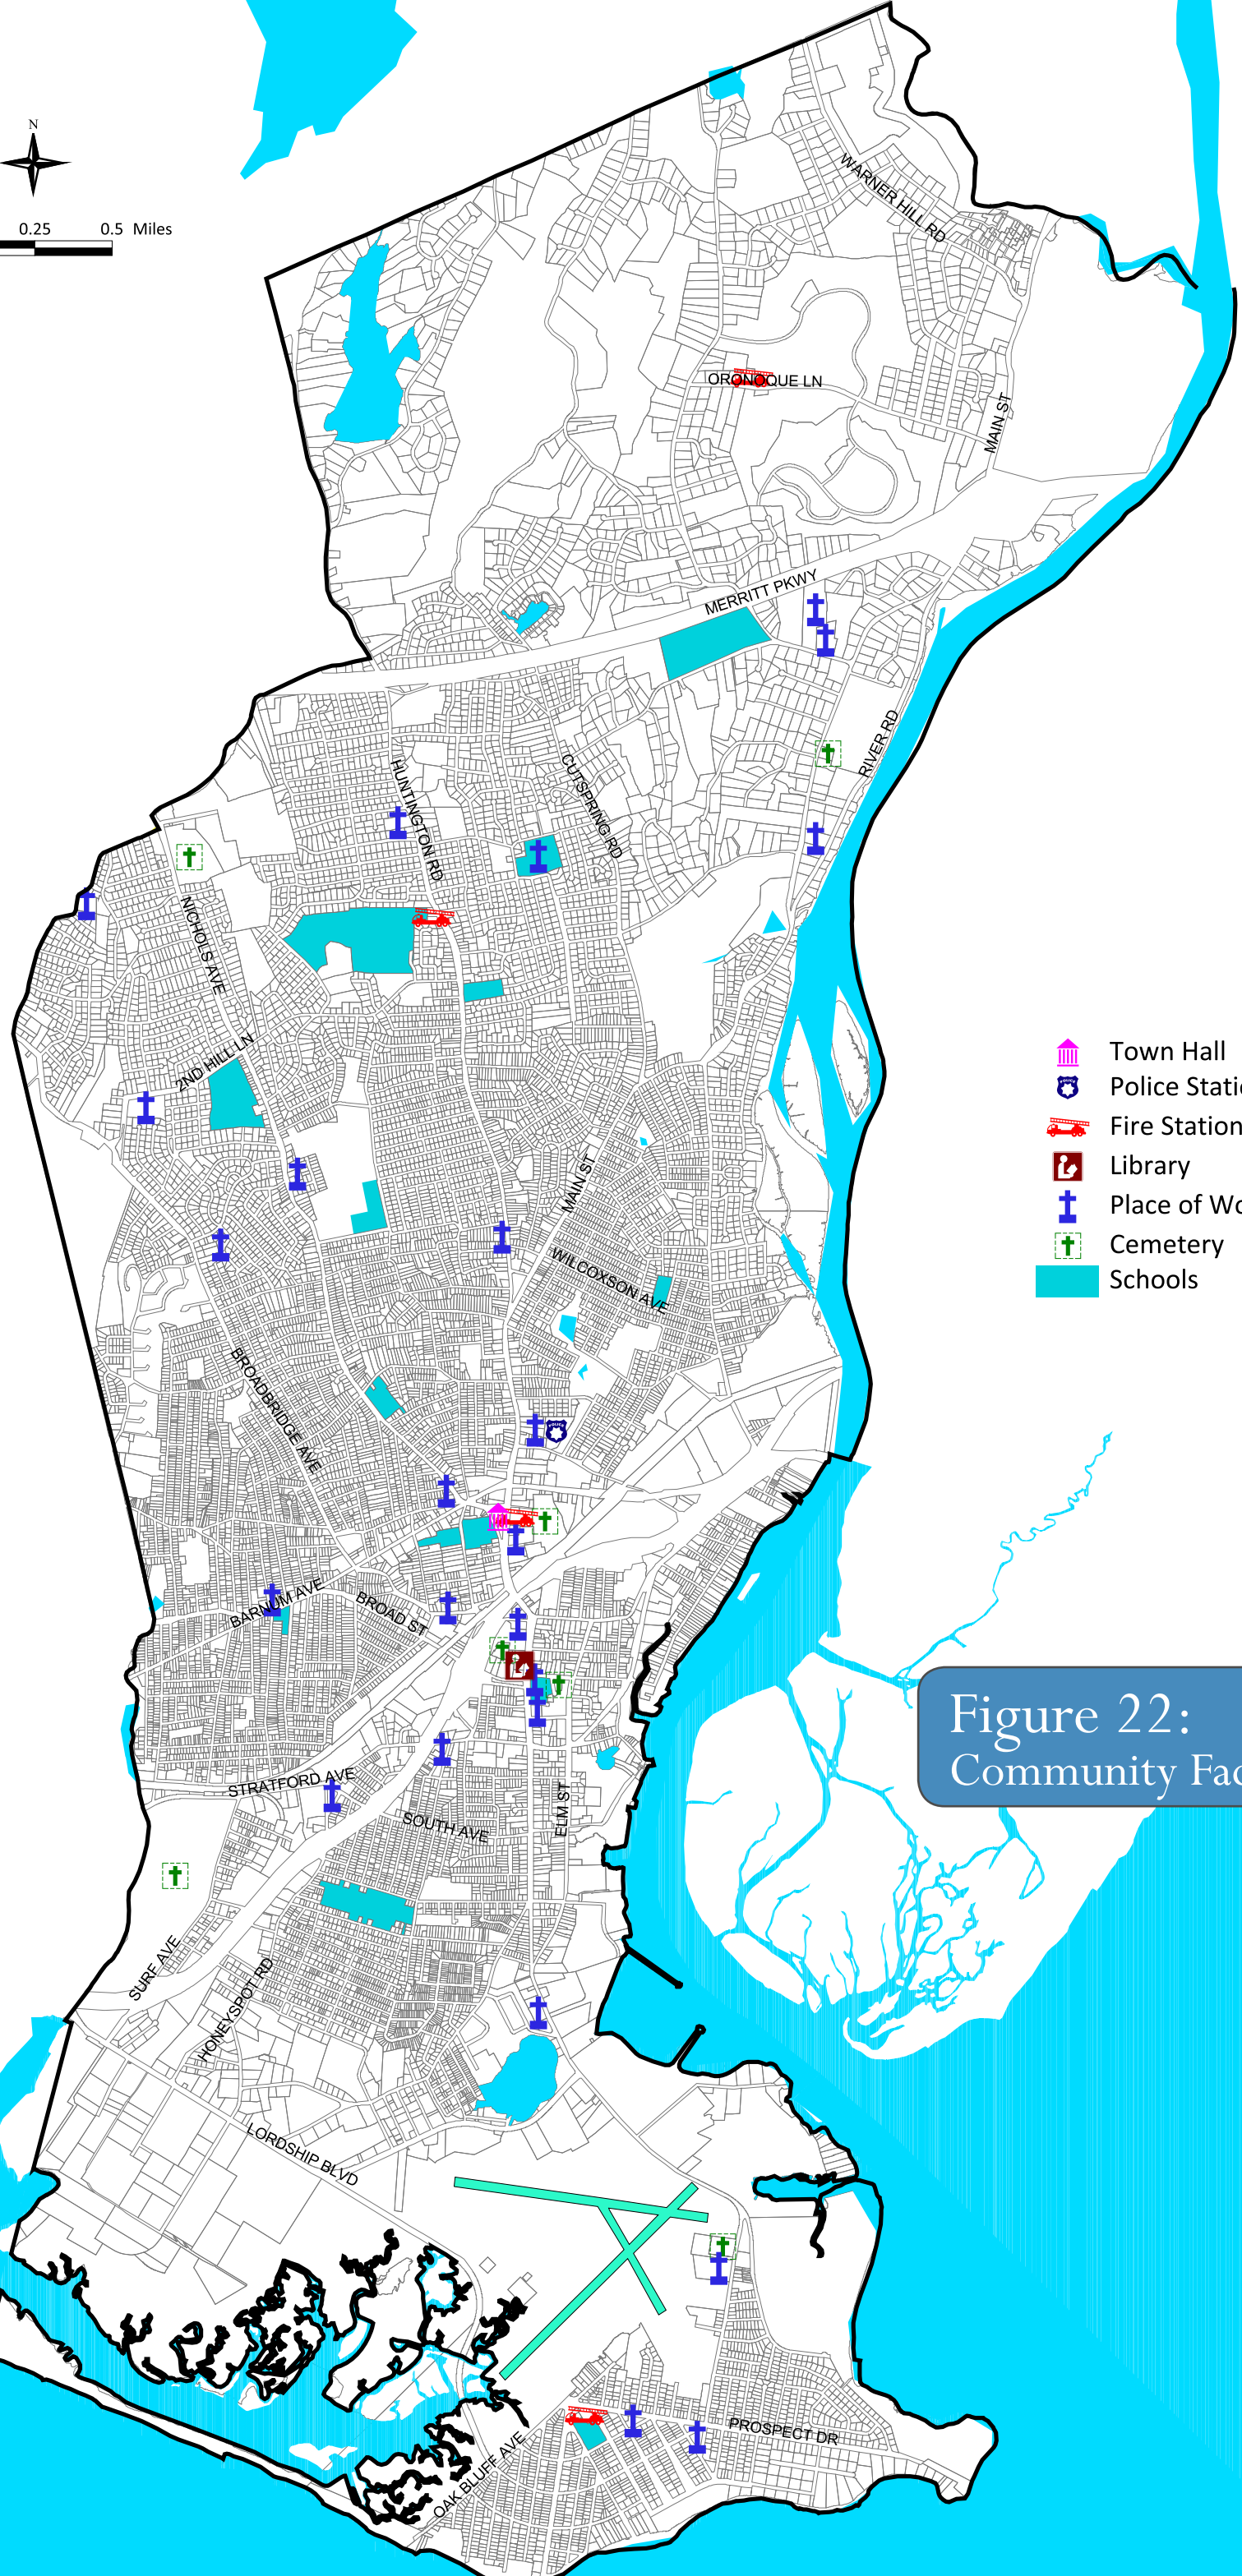 N
0.25 0.5 Miles
WARNER HILL RD
ORONOQUE LN
MAIN ST
MERRITT PKWY
RIVER RD
CUTSPRING RD
HUNTINGTON RD
NICHOLS AVE
2ND HILL LN
Town Hall
Police Stati
Fire Station
Library
Place of Wo
Cemetery
Schools
MAIN ST
WILCOXSON AVE
BROADBRIDGE AVE
BARNUM AVE
BROAD ST
Figure 22:
Community Fac
STRATFORD AVE
SOUTH AVE
ELM ST
SURF AVE
HONEYSPOT RD
LORDSHIP BLVD
PROSPECT DR
OAK BLUFF AVE